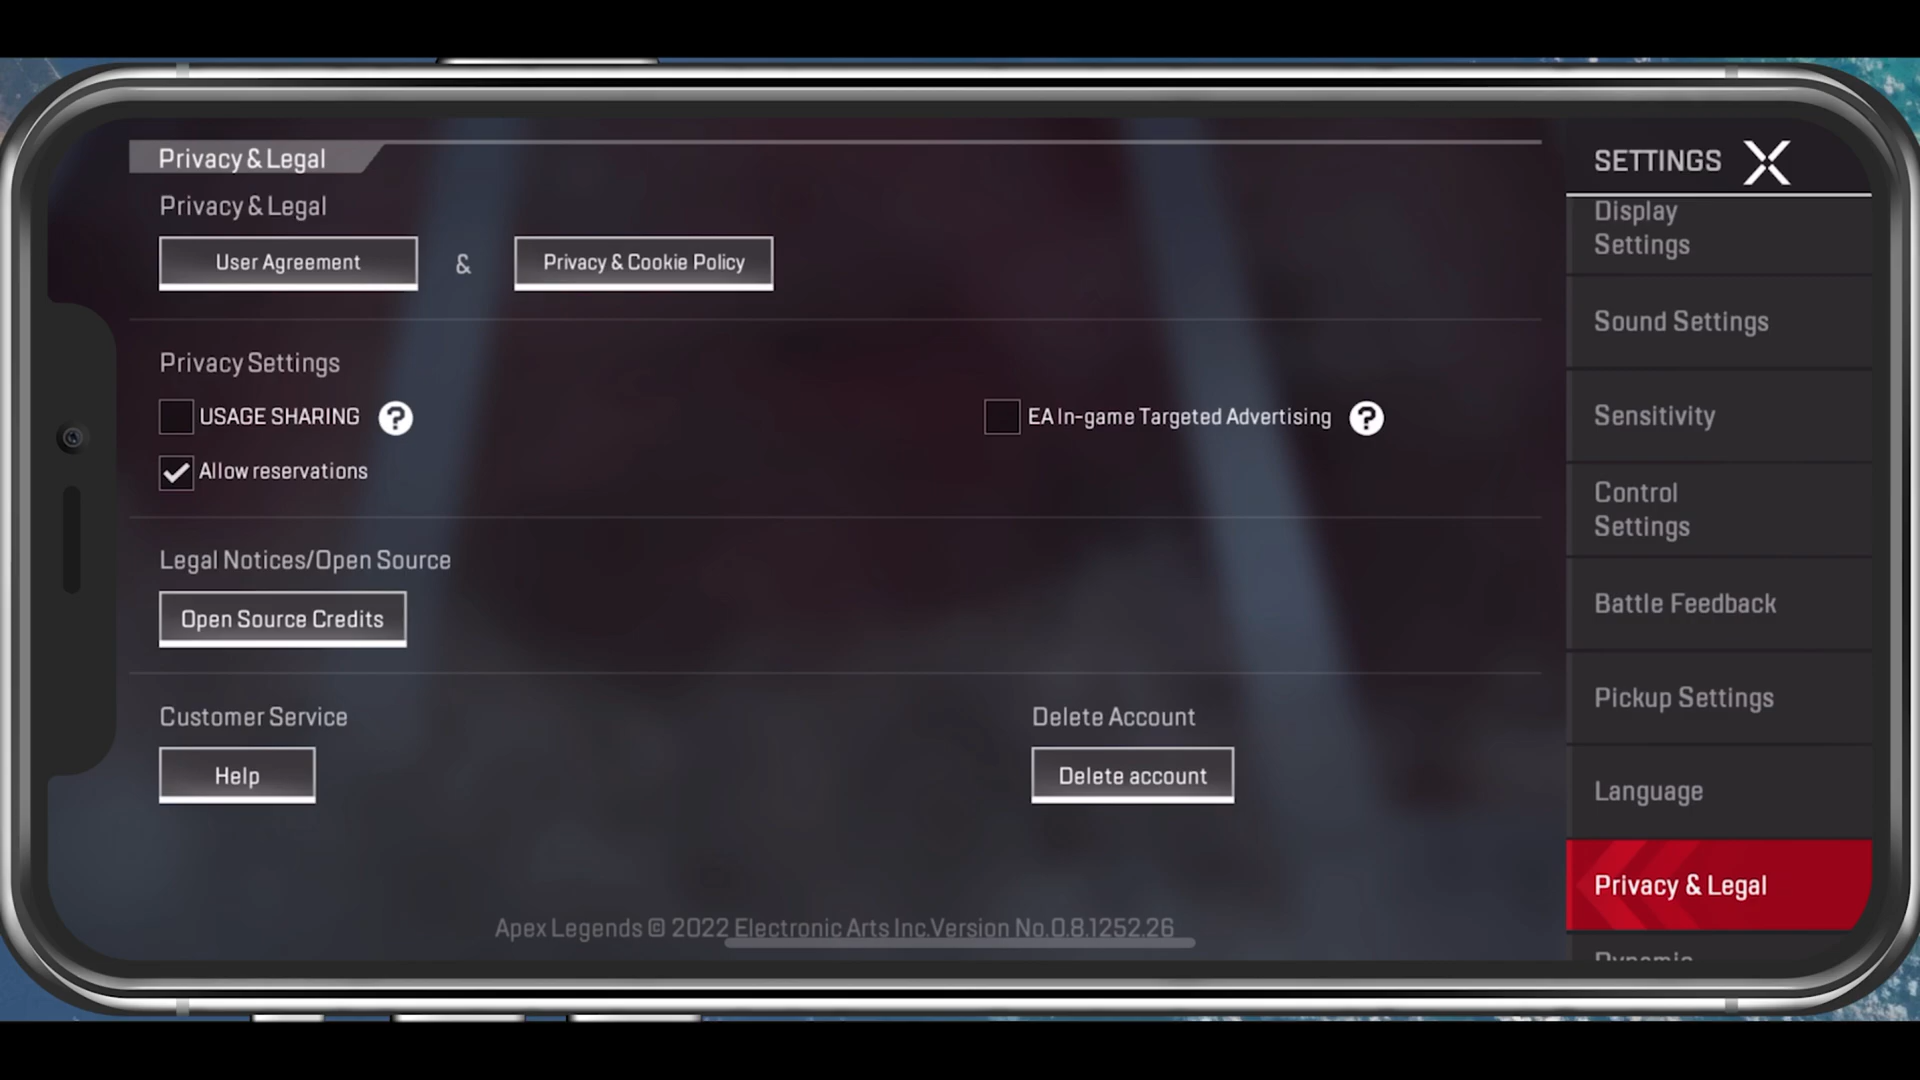 Privacy & Legal
Privacy & Legal
User Agreement & Privacy & Cookie Policy
Privacy Settings
USAGE SHARING ? EA In-game Targeted Advertising ?
Allow reservations
Legal Notices/Open Source
Open Source Credits
Customer Service
Help
Delete Account
Delete account
Apex Legends © 2022 Electronic Arts Inc.Version No.0.8.1252.26
SETTINGS
Display
Settings
Sound Settings
Sensitivity
Control
Settings
Battle Feedback
Pickup Settings
Language
Privacy & Legal